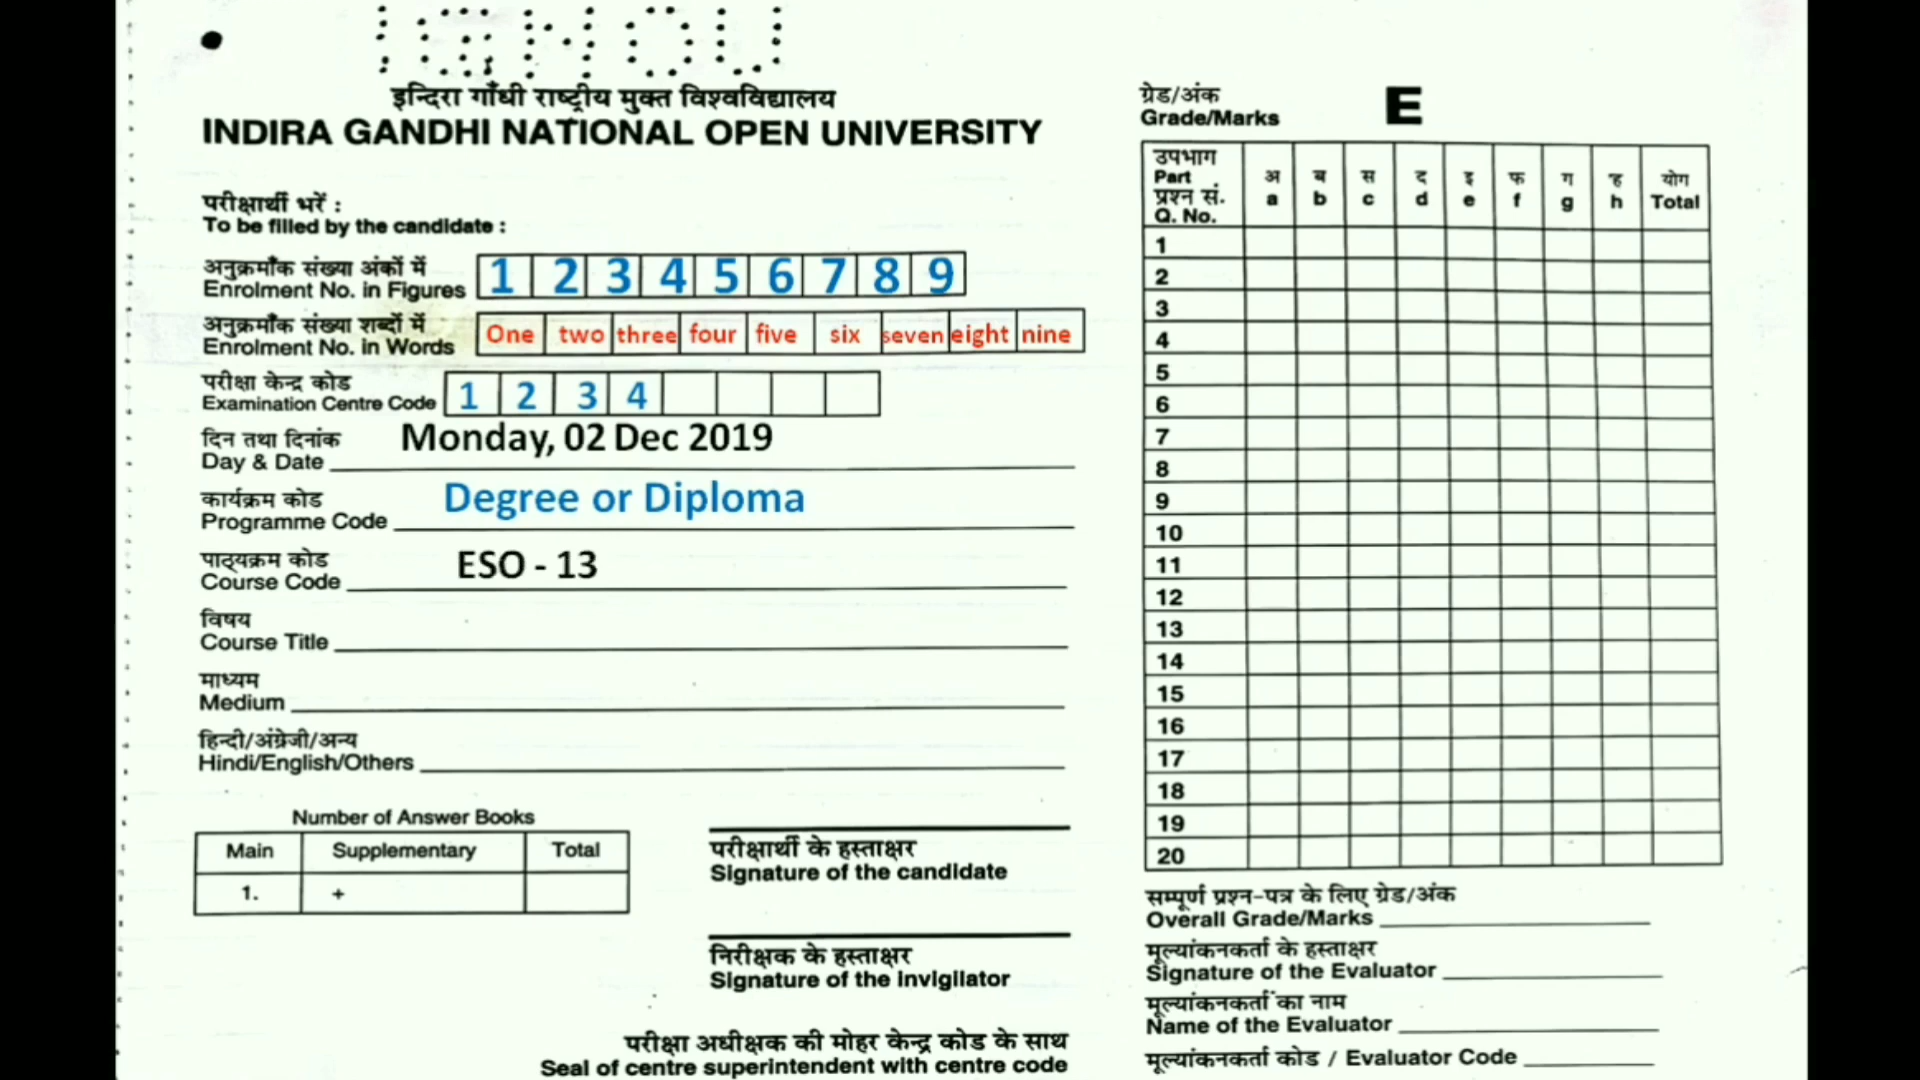 IGNOU
इन्दिरा गाँधी राष्ट्रीय मुक्त विश्वविद्यालय
INDIRA GANDHI NATIONAL OPEN UNIVERSITY
परीक्षार्थी भरें :
To be filled by the candidate :
अनुक्रमाँक संख्या अंकों में
Enrolment No. in Figures 1 2 3 4 5 6 7 8 9
अनुक्रमाँक संख्या शब्दों में
Enrolment No. in Words One two three four five six seven eight nine
परीक्षा केन्द्र कोड
Examination Centre Code 1 2 3 4
दिन तथा दिनांक
Day & Date Monday, 02 Dec 2019
कार्यक्रम कोड
Programme Code Degree or Diploma
पाठ्यक्रम कोड
Course Code ESO - 13
विषय
Course Title
माध्यम
Medium
हिन्दी/अंग्रेजी/अन्य
Hindi/English/Others
Number of Answer Books
Main Supplementary Total
1. +
परीक्षार्थी के हस्ताक्षर
Signature of the candidate
निरीक्षक के हस्ताक्षर
Signature of the invigilator
परीक्षा अधीक्षक की मोहर केन्द्र कोड के साथ
Seal of centre superintendent with centre code
ग्रेड/अंक
Grade/Marks E
उपभाग
Part
प्रश्न सं.
Q. No.
अ ब स द इ फ ग ह योग
a b c d e f g h Total
1
2
3
4
5
6
7
8
9
10
11
12
13
14
15
16
17
18
19
20
सम्पूर्ण प्रश्न-पत्र के लिए ग्रेड/अंक
Overall Grade/Marks
मूल्यांकनकर्ता के हस्ताक्षर
Signature of the Evaluator
मूल्यांकनकर्ता का नाम
Name of the Evaluator
मूल्यांकनकर्ता कोड / Evaluator Code